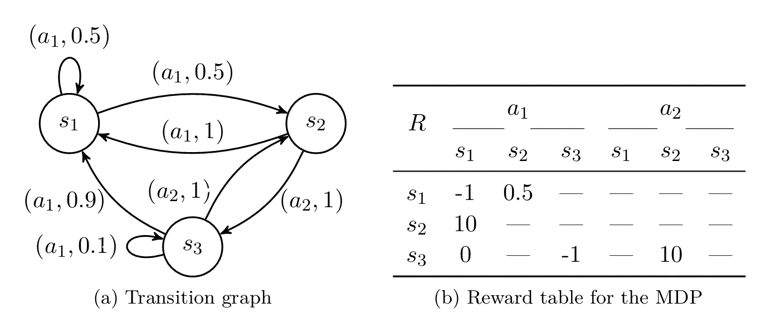 (a₁, 0.5)
(a₁, 0.5)
s₁
s₂
(a₁, 1)
(a₁, 0.9)
(a₂, 1)
(a₂, 1)
(a₁, 0.1)
s₃
(a) Transition graph
R a₁ a₂
s₁ s₂ s₃ s₁ s₂ s₃
s₁ -1 0.5 — — — —
s₂ 10 — — — — —
s₃ 0 — -1 — 10 —
(b) Reward table for the MDP